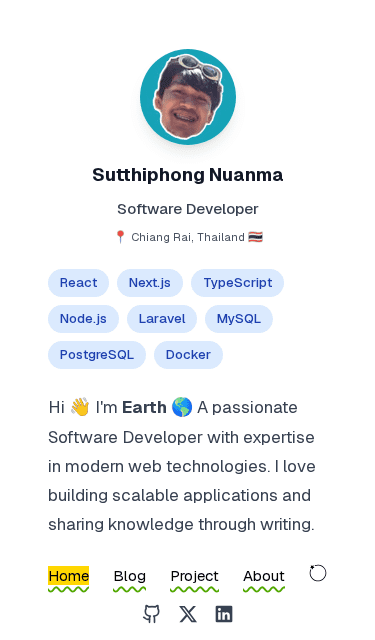 Sutthiphong Nuanma
Software Developer
📍 Chiang Rai, Thailand 🇹🇭
React Next.js TypeScript
Node.js Laravel MySQL
PostgreSQL Docker
Hi 👋 I'm Earth 🌎 A passionate
Software Developer with expertise
in modern web technologies. I love
building scalable applications and
sharing knowledge through writing.
Home Blog Project About